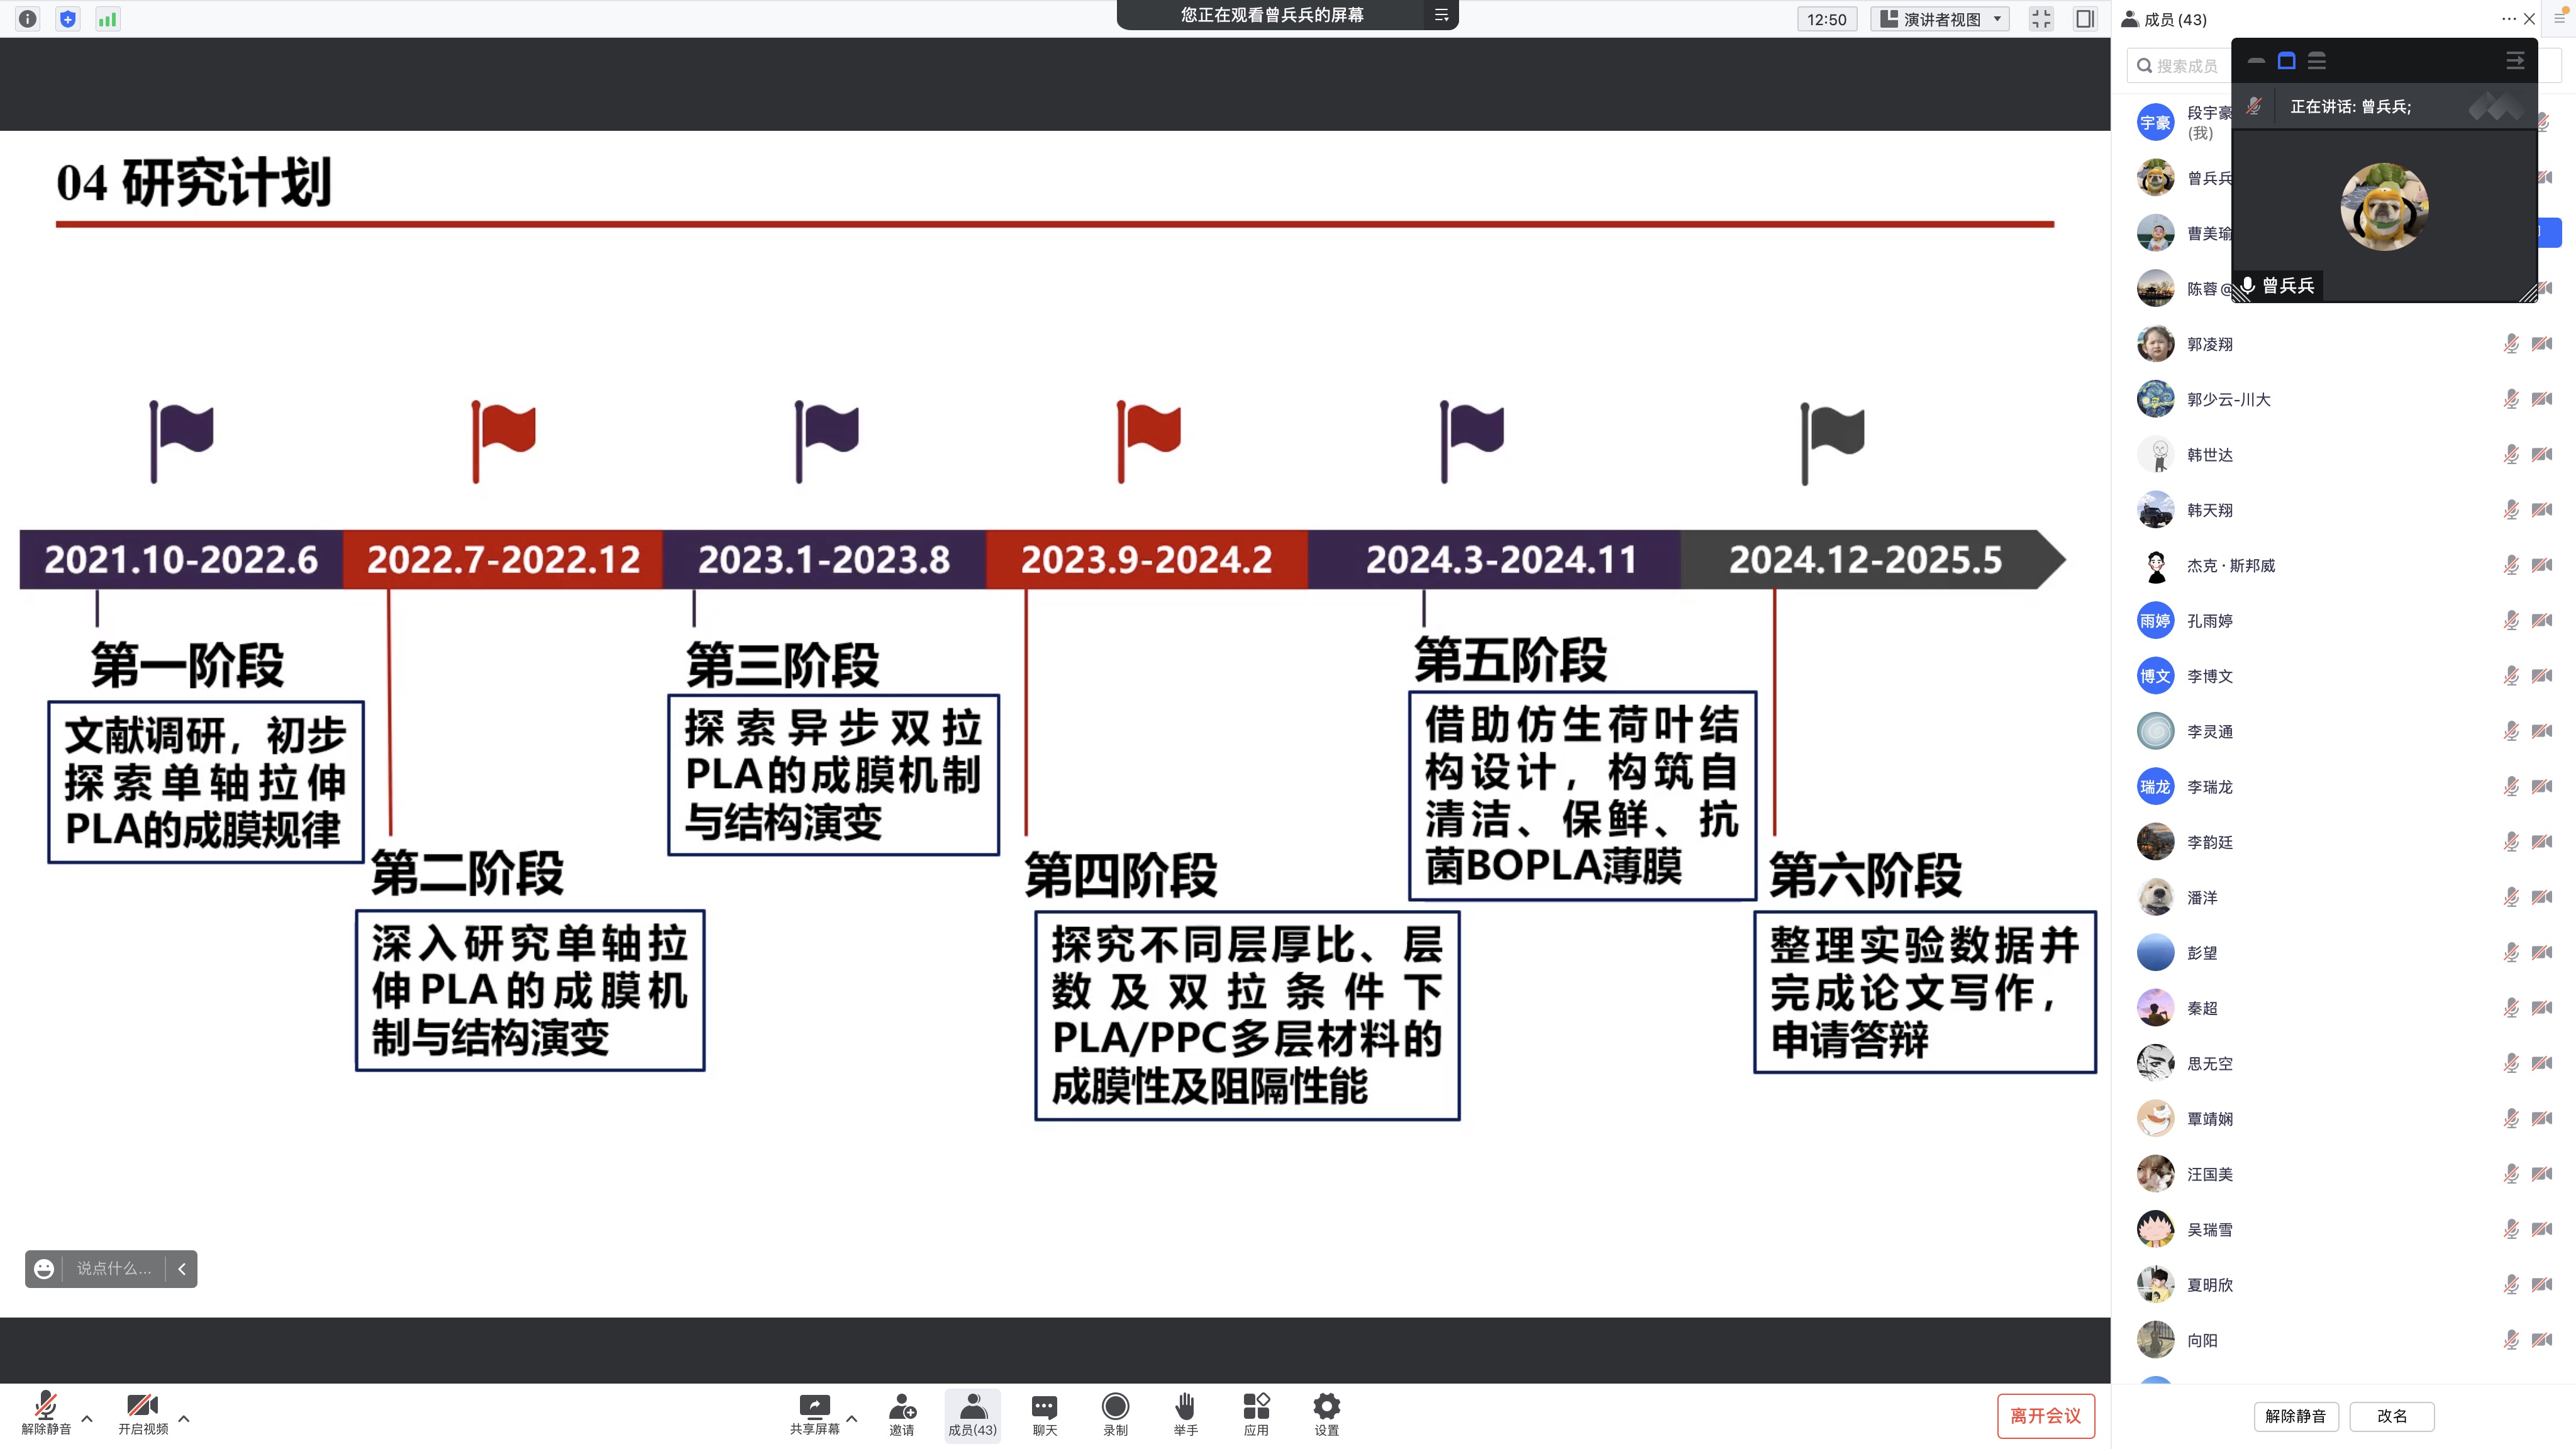 您正在观看曾兵兵的屏幕
12:50
演讲者视图
成员(43)
搜索成员
正在讲话: 曾兵兵;
曾兵兵
04 研究计划
2021.10-2022.6
2022.7-2022.12
2023.1-2023.8
2023.9-2024.2
2024.3-2024.11
2024.12-2025.5
第一阶段
文献调研，初步
探索单轴拉伸
PLA的成膜规律
第二阶段
深入研究单轴拉
伸PLA的成膜机
制与结构演变
第三阶段
探索异步双拉
PLA的成膜机制
与结构演变
第四阶段
探究不同层厚比、层
数及双拉条件下
PLA/PPC多层材料的
成膜性及阻隔性能
第五阶段
借助仿生荷叶结
构设计，构筑自
清洁、保鲜、抗
菌BOPLA薄膜
第六阶段
整理实验数据并
完成论文写作，
申请答辩
说点什么...
宇豪
段宇豪
(我)
曾兵兵
曹美瑜
陈蓉@
郭凌翔
郭少云-川大
韩世达
韩天翔
杰克·斯邦威
雨婷
孔雨婷
博文
李博文
李灵通
瑞龙
李瑞龙
李韵廷
潘洋
彭望
秦超
思无空
覃靖娴
汪国美
吴瑞雪
夏明欣
向阳
解除静音
开启视频
共享屏幕
邀请
成员(43)
聊天
录制
举手
应用
设置
离开会议
解除静音
改名